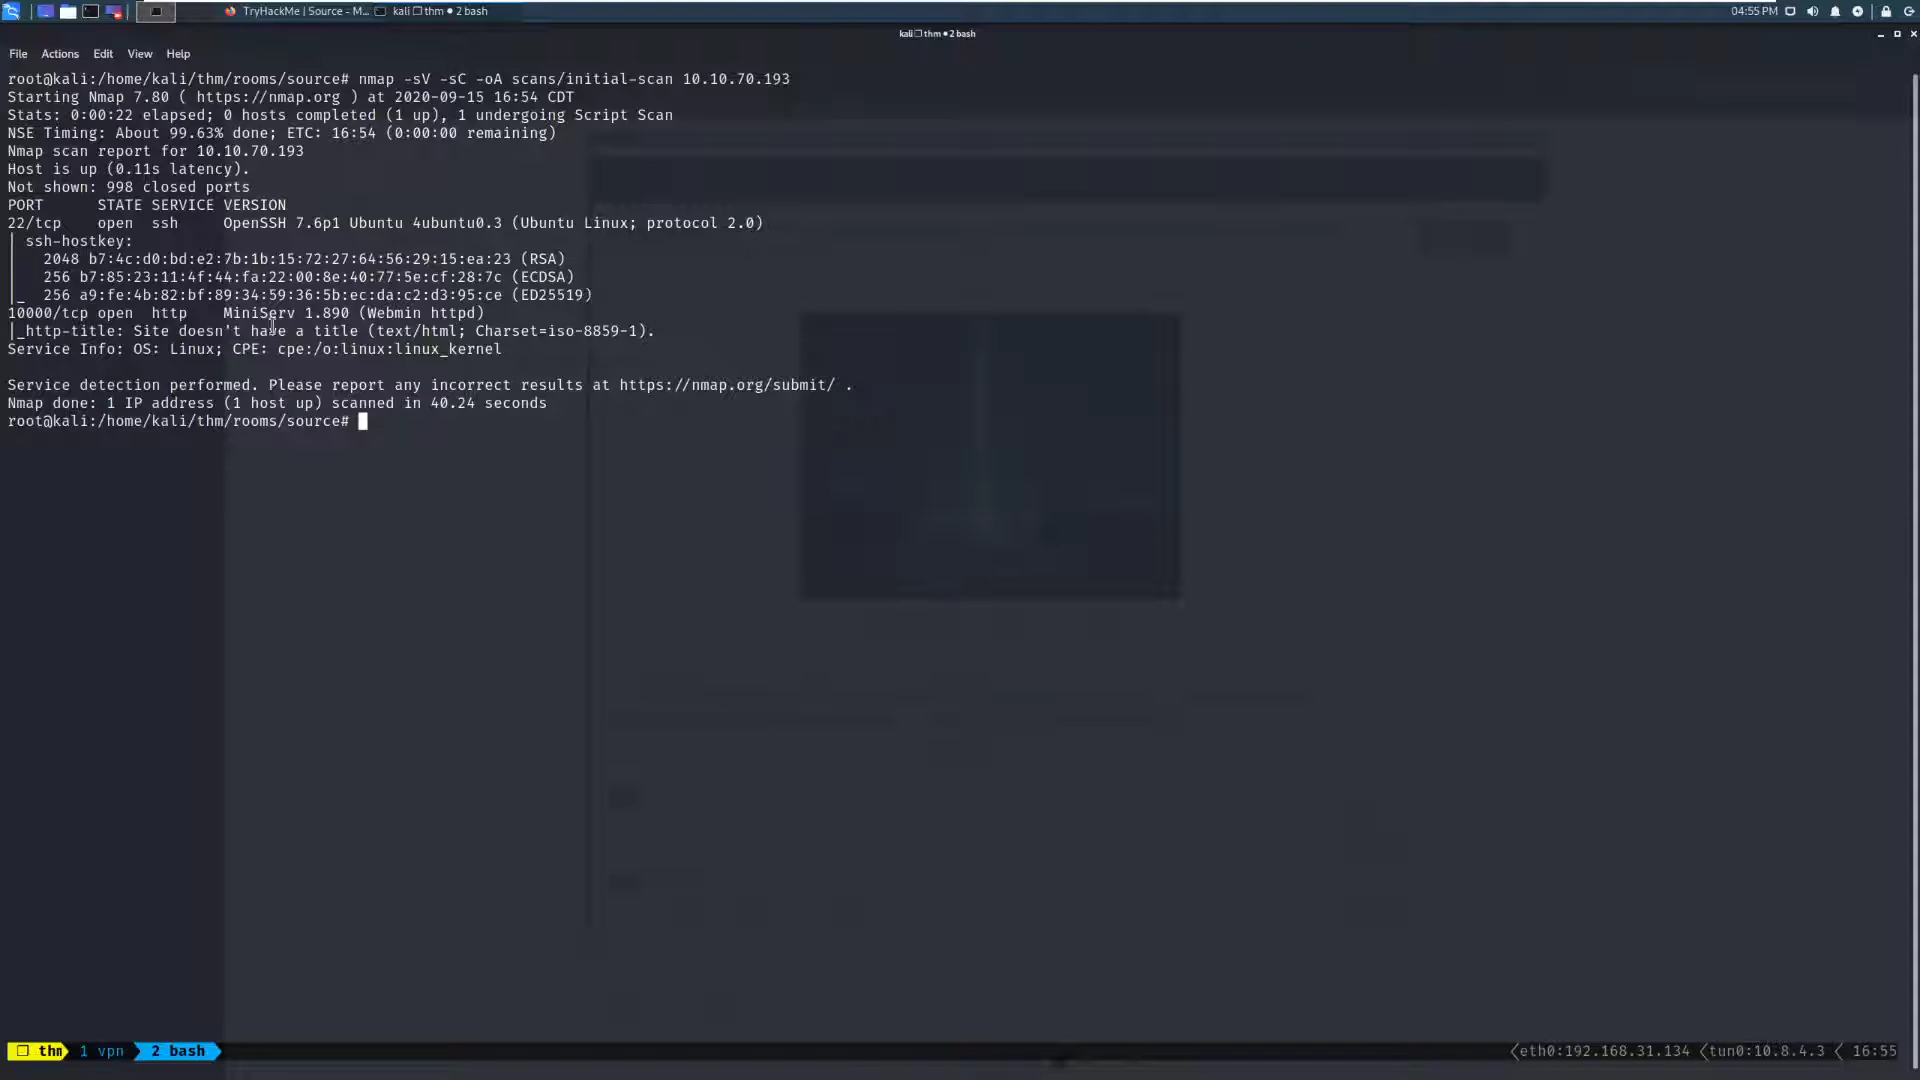 TryHackMe | Source - M...
kali ❐ thm ● 2 bash
04:55 PM
kali ❐ thm ● 2 bash
File Actions Edit View Help
root@kali:/home/kali/thm/rooms/source# nmap -sV -sC -oA scans/initial-scan 10.10.70.193
Starting Nmap 7.80 ( https://nmap.org ) at 2020-09-15 16:54 CDT
Stats: 0:00:22 elapsed; 0 hosts completed (1 up), 1 undergoing Script Scan
NSE Timing: About 99.63% done; ETC: 16:54 (0:00:00 remaining)
Nmap scan report for 10.10.70.193
Host is up (0.11s latency).
Not shown: 998 closed ports
PORT      STATE SERVICE VERSION
22/tcp    open  ssh     OpenSSH 7.6p1 Ubuntu 4ubuntu0.3 (Ubuntu Linux; protocol 2.0)
| ssh-hostkey:
|   2048 b7:4c:d0:bd:e2:7b:1b:15:72:27:64:56:29:15:ea:23 (RSA)
|   256 b7:85:23:11:4f:44:fa:22:00:8e:40:77:5e:cf:28:7c (ECDSA)
|_  256 a9:fe:4b:82:bf:89:34:59:36:5b:ec:da:c2:d3:95:ce (ED25519)
10000/tcp open  http    MiniServ 1.890 (Webmin httpd)
|_http-title: Site doesn't have a title (text/html; Charset=iso-8859-1).
Service Info: OS: Linux; CPE: cpe:/o:linux:linux_kernel
Service detection performed. Please report any incorrect results at https://nmap.org/submit/ .
Nmap done: 1 IP address (1 host up) scanned in 40.24 seconds
root@kali:/home/kali/thm/rooms/source#
❐ thm 1 vpn 2 bash
eth0:192.168.31.134 tun0:10.8.4.3 16:55